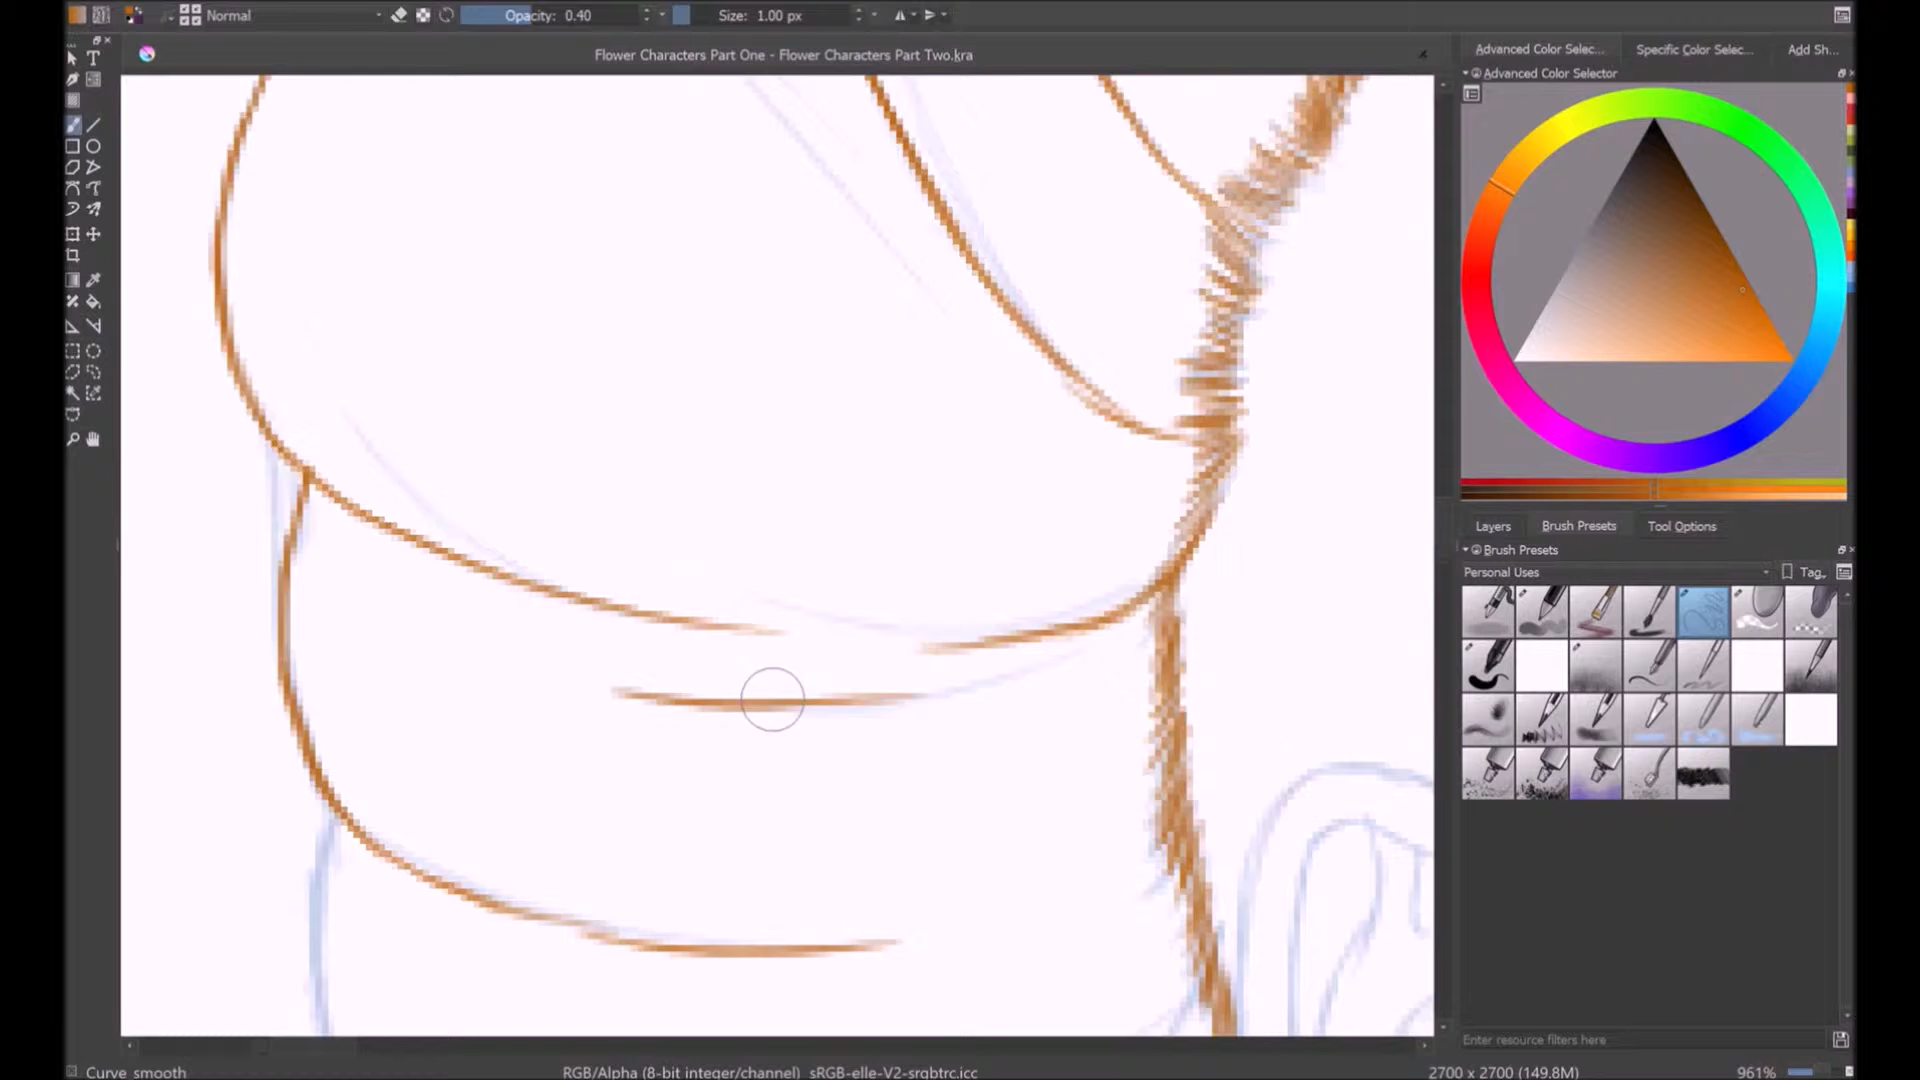 Normal
Opacity: 0.40
Size: 1.00 px
Flower Characters Part One - Flower Characters Part Two.kra
Advanced Color Selec...
Specific Color Selec...
Add Sh...
Advanced Color Selector
Layers
Brush Presets
Tool Options
Brush Presets
Personal Uses
Tag
Enter resource filters here
Curve_smooth
RGB/Alpha (8-bit integer/channel) sRGB-elle-V2-srgbtrc.icc
2700 x 2700 (149.8M)
961%